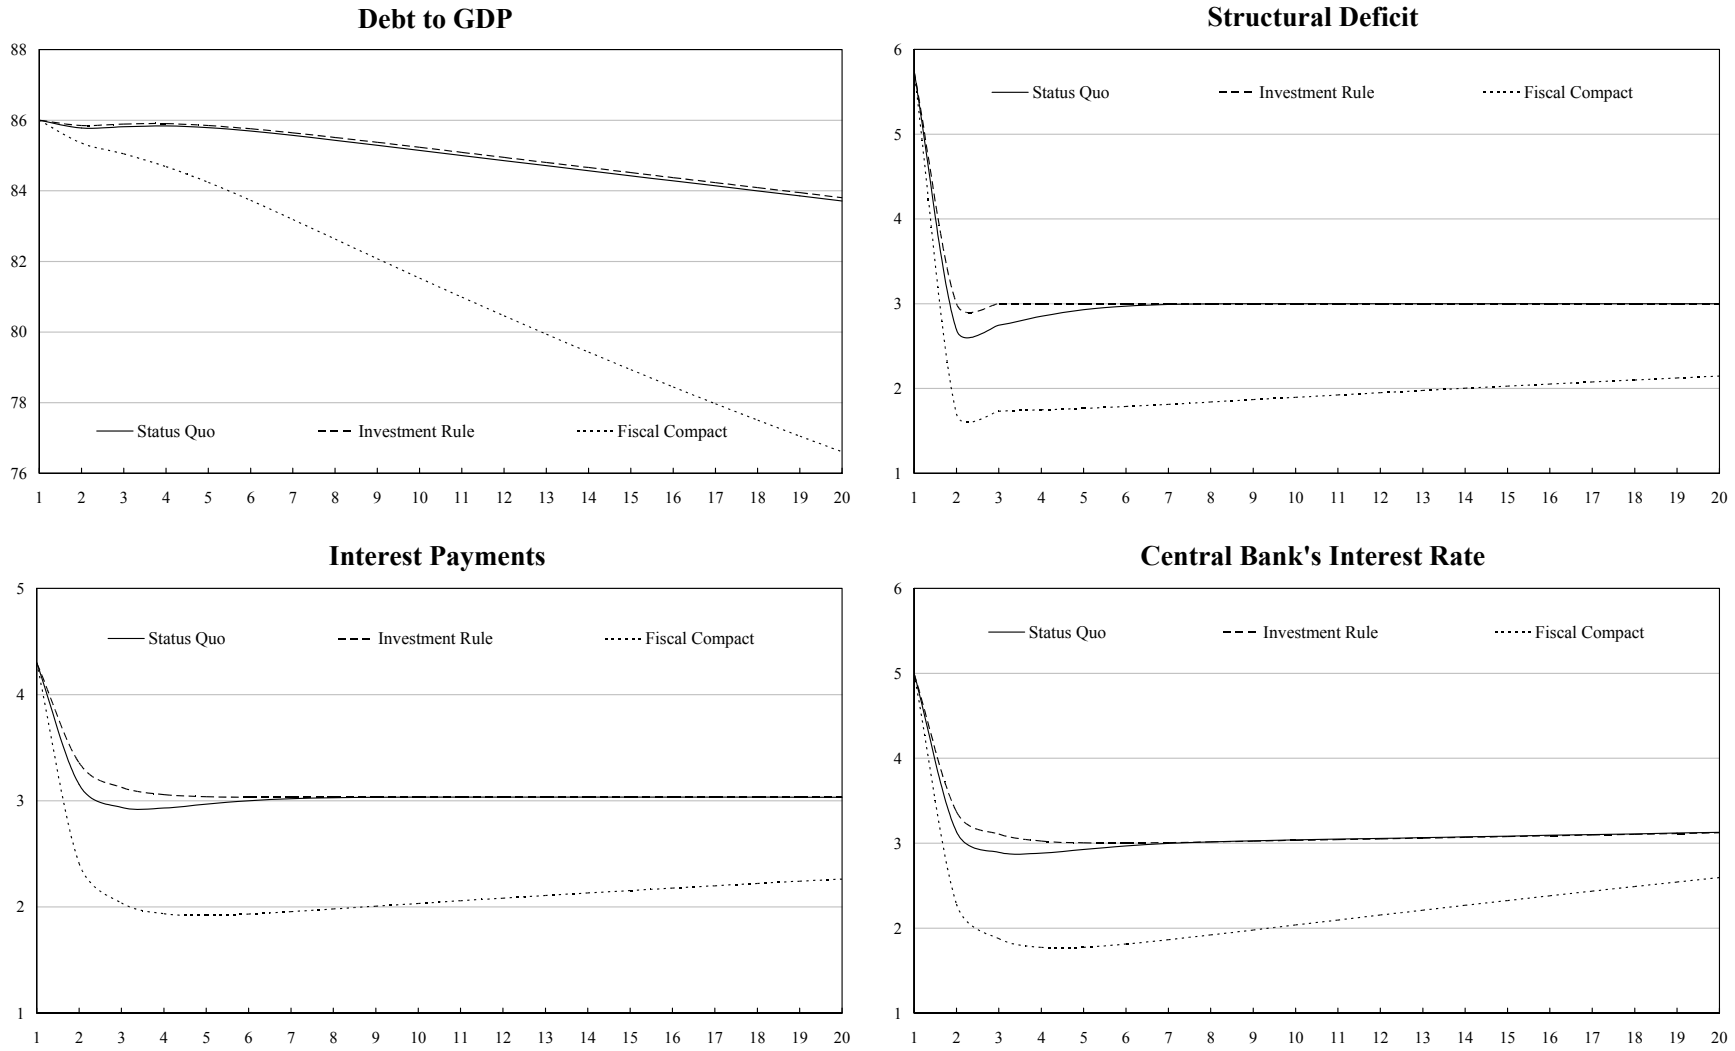 Debt to GDP
88
86
84
82
80
78
76
Status Quo Investment Rule Fiscal Compact
1 2 3 4 5 6 7 8 9 10 11 12 13 14 15 16 17 18 19 20
Structural Deficit
6
5
4
3
2
1
Status Quo Investment Rule Fiscal Compact
1 2 3 4 5 6 7 8 9 10 11 12 13 14 15 16 17 18 19 20
Interest Payments
5
4
3
2
1
Status Quo Investment Rule Fiscal Compact
1 2 3 4 5 6 7 8 9 10 11 12 13 14 15 16 17 18 19 20
Central Bank's Interest Rate
6
5
4
3
2
1
Status Quo Investment Rule Fiscal Compact
1 2 3 4 5 6 7 8 9 10 11 12 13 14 15 16 17 18 19 20